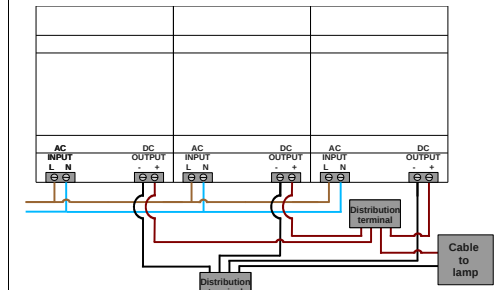 AC DC AC DC AC DC
INPUT OUTPUT INPUT OUTPUT INPUT OUTPUT
L N - + L N - + L N - +
Distribution
terminal
Cable
to
lamp
Distribution